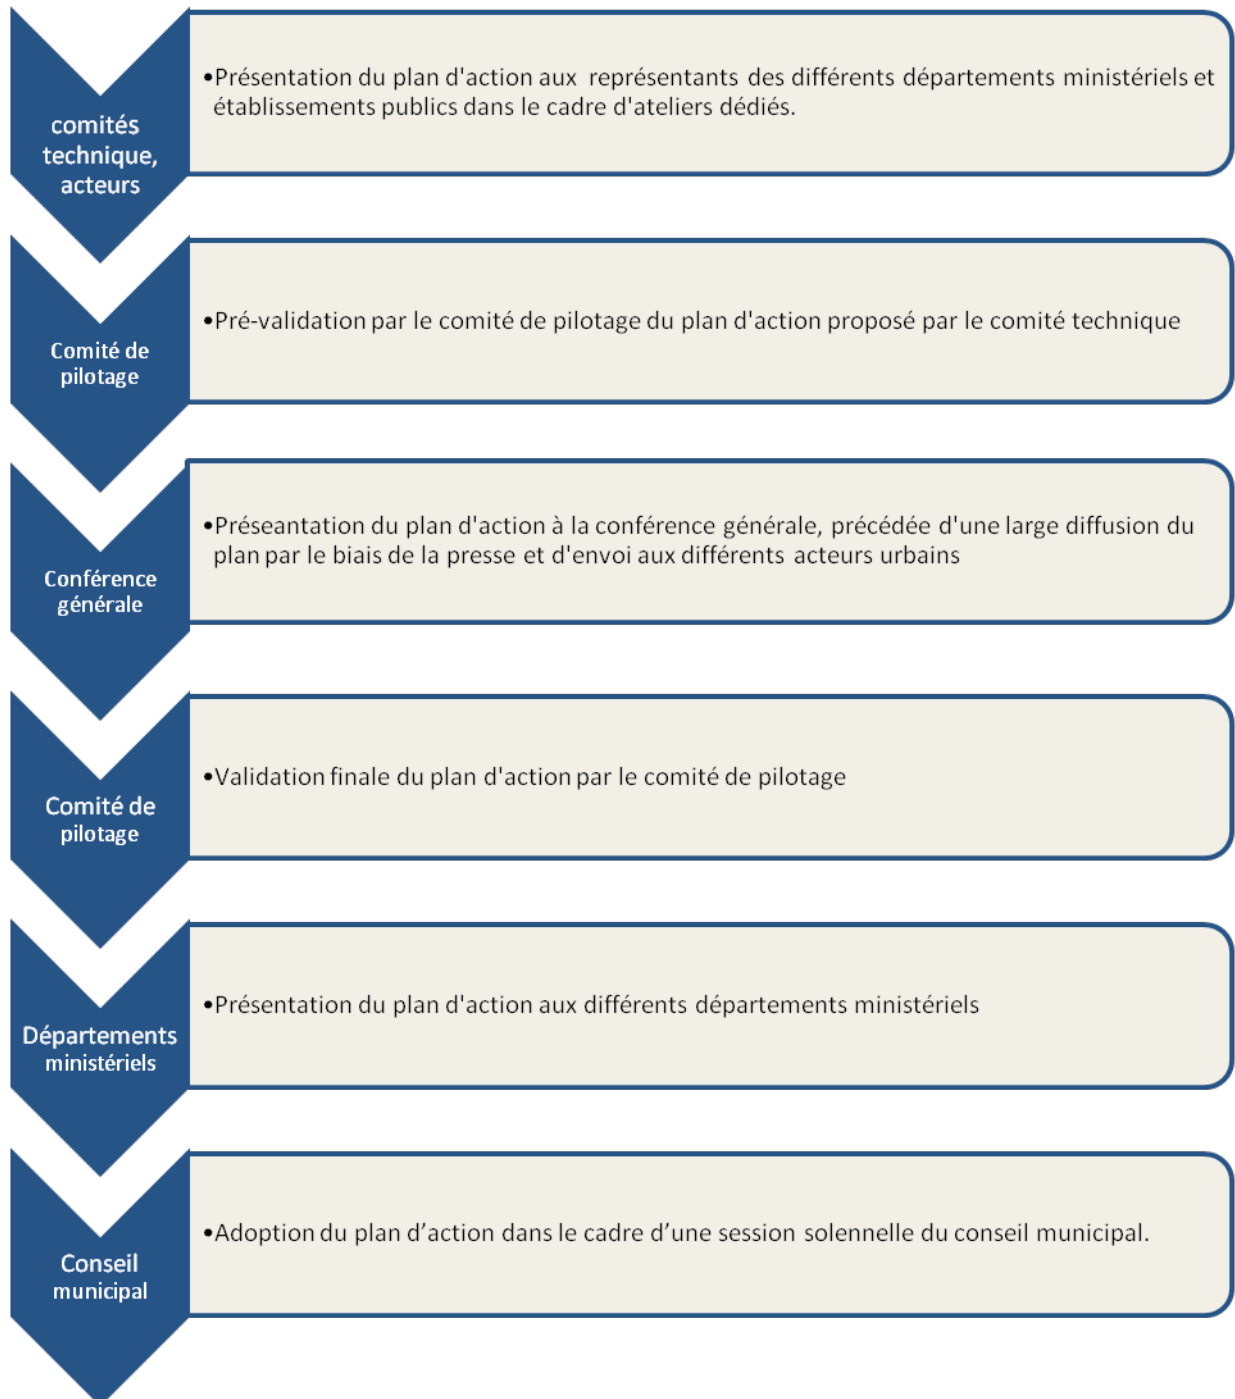 comités
technique,
acteurs
•Présentation du plan d'action aux représentants des différents départements ministériels et
établissements publics dans le cadre d'ateliers dédiés.
Comité de
pilotage
•Pré-validation par le comité de pilotage du plan d'action proposé par le comité technique
Conférence
générale
•Préseantation du plan d'action à la conférence générale, précédée d'une large diffusion du
plan par le biais de la presse et d'envoi aux différents acteurs urbains
Comité de
pilotage
•Validation finale du plan d'action par le comité de pilotage
Départements
ministériels
•Présentation du plan d'action aux différents départements ministériels
Conseil
municipal
•Adoption du plan d’action dans le cadre d’une session solennelle du conseil municipal.